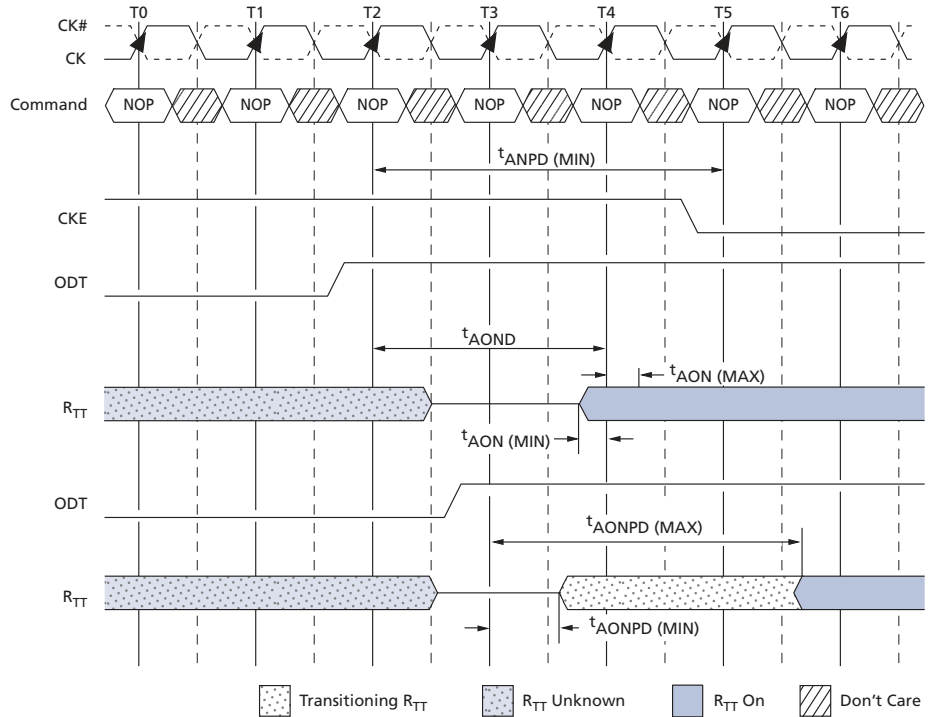 T0 T1 T2 T3 T4 T5 T6
CK#
CK
Command NOP NOP NOP NOP NOP NOP NOP
tANPD (MIN)
CKE
ODT
tAOND
tAON (MAX)
RTT
tAON (MIN)
ODT
tAONPD (MAX)
RTT
tAONPD (MIN)
Transitioning RTT RTT Unknown RTT On Don't Care